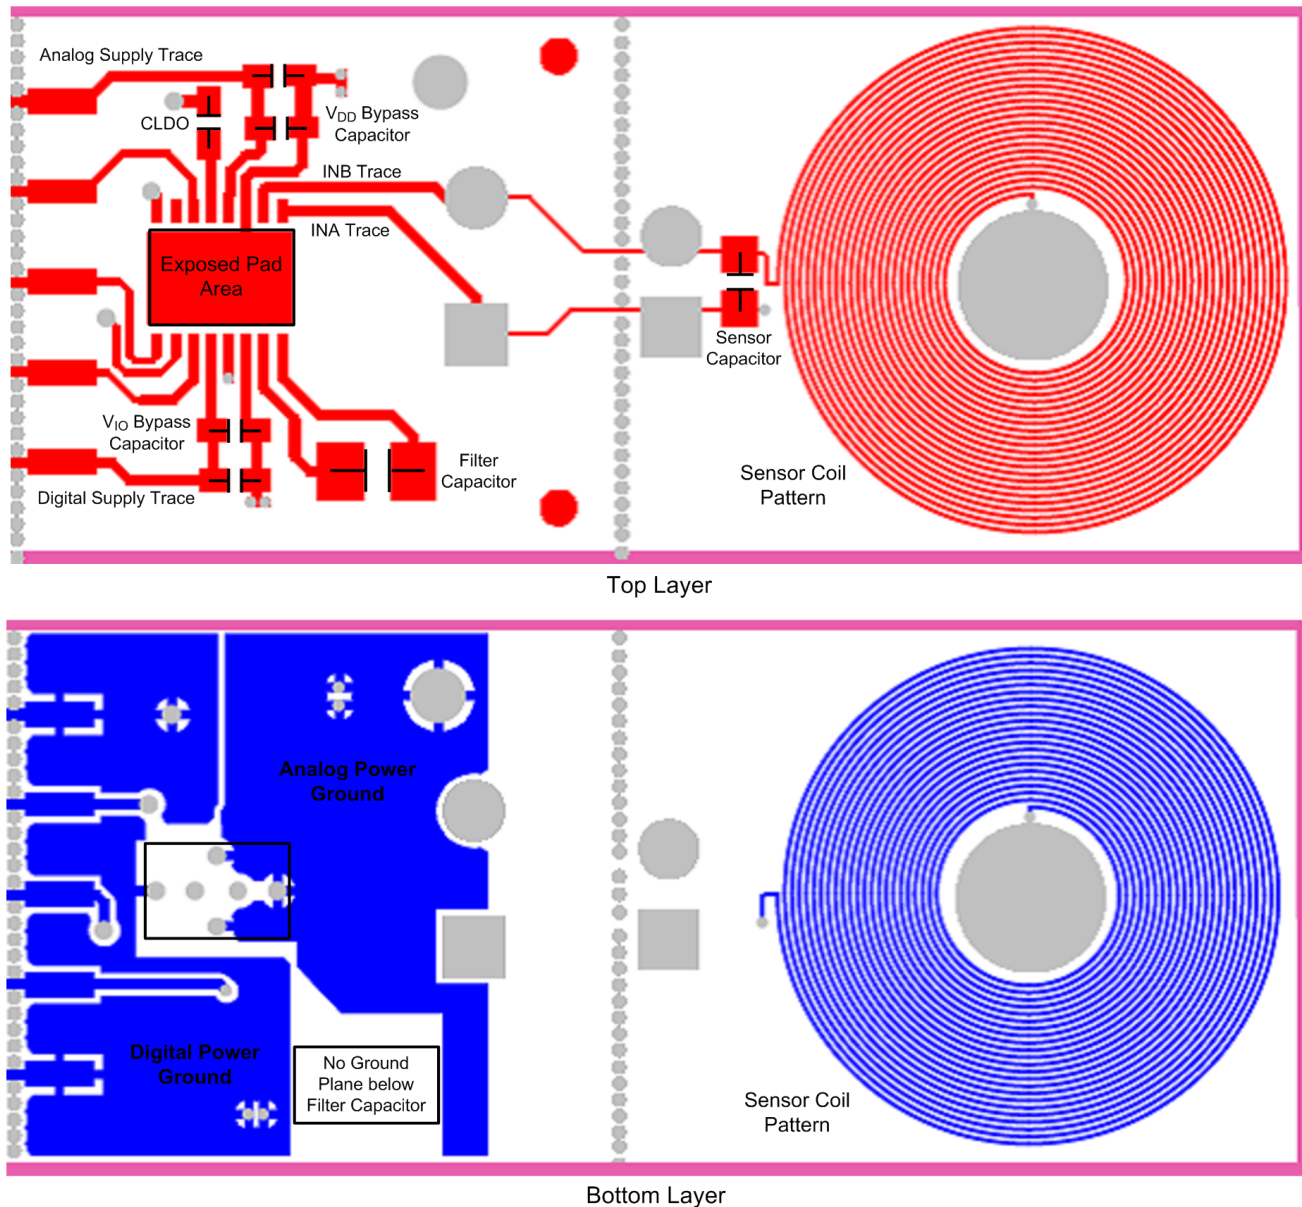 Analog Supply Trace
CLDO
VDD Bypass
Capacitor
INB Trace
INA Trace
Exposed Pad
Area
Sensor
Capacitor
VIO Bypass
Capacitor
Filter
Capacitor
Digital Supply Trace
Sensor Coil
Pattern
Top Layer
Analog Power
Ground
Digital Power
Ground
No Ground
Plane below
Filter Capacitor
Sensor Coil
Pattern
Bottom Layer